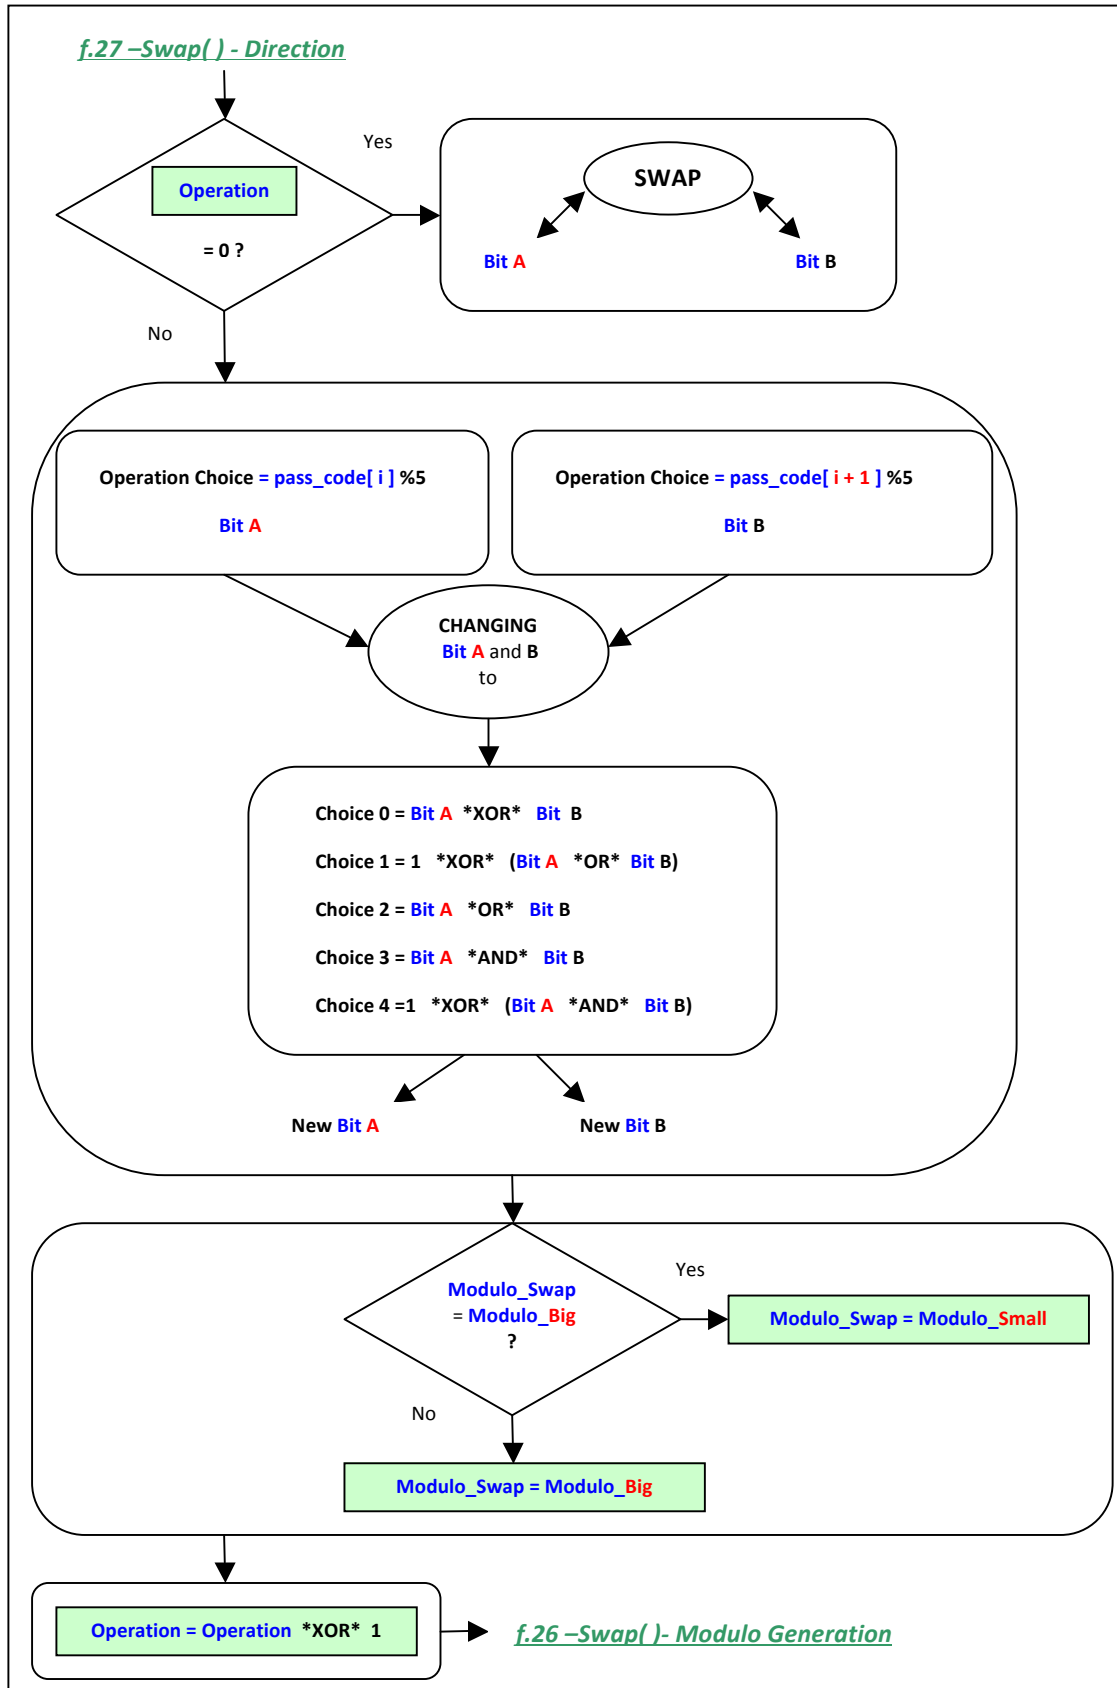 f.27 –Swap( ) - Direction
Yes
Operation
= 0 ?
SWAP
Bit A
Bit B
No
Operation Choice = pass_code[ i ] %5
Bit A
Operation Choice = pass_code[ i + 1 ] %5
Bit B
CHANGING
Bit A and B
to
Choice 0 = Bit A *XOR* Bit B
Choice 1 = 1 *XOR* (Bit A *OR* Bit B)
Choice 2 = Bit A *OR* Bit B
Choice 3 = Bit A *AND* Bit B
Choice 4 =1 *XOR* (Bit A *AND* Bit B)
New Bit A
New Bit B
Modulo_Swap
= Modulo_Big
?
Yes
Modulo_Swap = Modulo_Small
No
Modulo_Swap = Modulo_Big
Operation = Operation *XOR* 1
f.26 –Swap( )- Modulo Generation